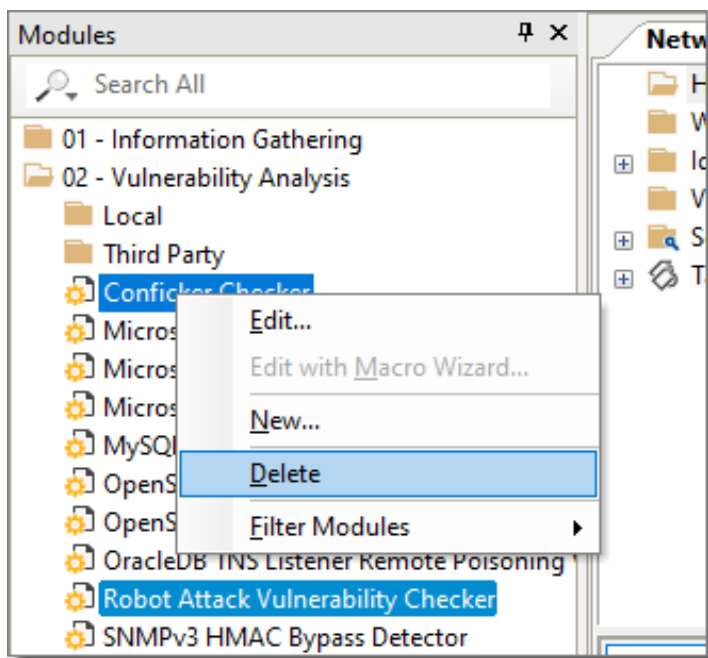 Modules
Netw
Search All
01 - Information Gathering
02 - Vulnerability Analysis
Local
Third Party
Conficker Checker
Edit...
Edit with Macro Wizard...
New...
Delete
Filter Modules
Micros
Micros
Micros
MySQ
OpenS
OpenS
OracleDB TNS Listener Remote Poisoning
Robot Attack Vulnerability Checker
SNMPv3 HMAC Bypass Detector